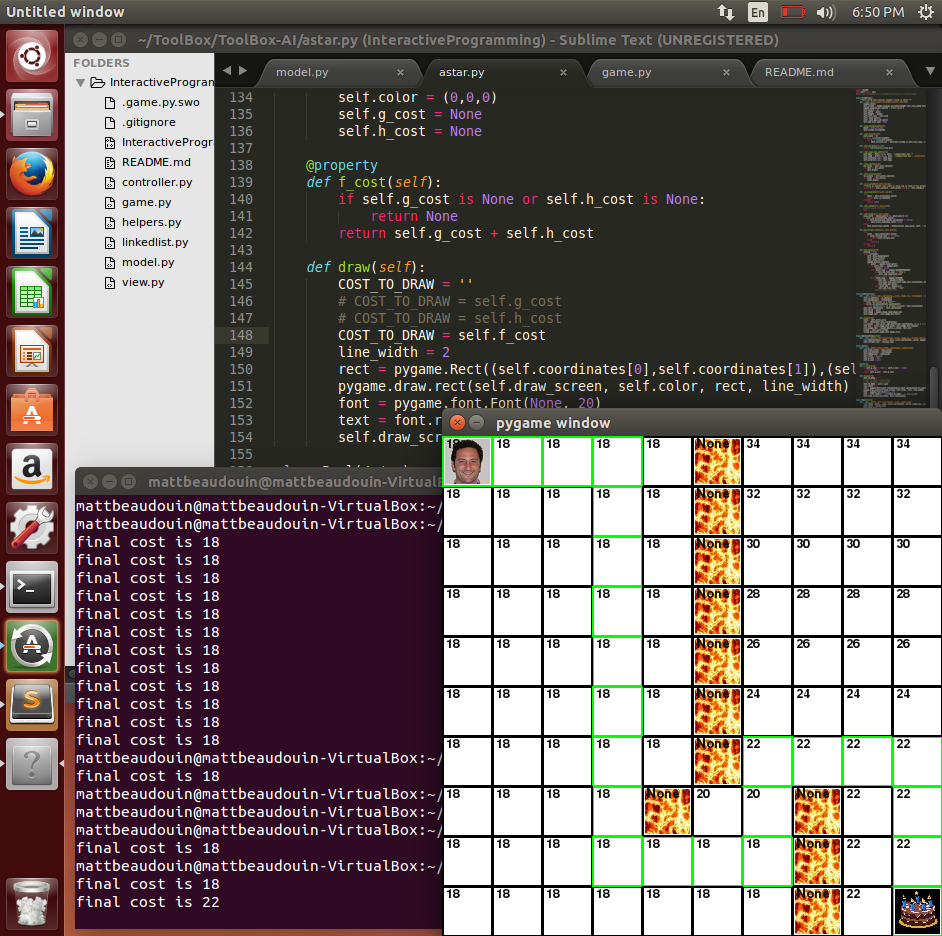 Untitled window
En
6:50 PM
~/ToolBox/ToolBox-AI/astar.py (InteractiveProgramming) - Sublime Text (UNREGISTERED)
FOLDERS
InteractiveProgram
.game.py.swo
.gitignore
InteractiveProgra
README.md
controller.py
game.py
helpers.py
linkedlist.py
model.py
view.py
model.py
astar.py
game.py
README.md
134 self.color = (0,0,0)
135 self.g_cost = None
136 self.h_cost = None
137
138 @property
139 def f_cost(self):
140 if self.g_cost is None or self.h_cost is None:
141 return None
142 return self.g_cost + self.h_cost
143
144 def draw(self):
145 COST_TO_DRAW = ''
146 # COST_TO_DRAW = self.g_cost
147 # COST_TO_DRAW = self.h_cost
148 COST_TO_DRAW = self.f_cost
149 line_width = 2
150 rect = pygame.Rect((self.coordinates[0],self.coordinates[1]),(sel
151 pygame.draw.rect(self.draw_screen, self.color, rect, line_width)
152 font = pygame.font.Font(None, 20)
153 text = font.r
154 self.draw_scr
155
mattbeaudouin@mattbeaudouin-VirtualB
mattbeaudouin@mattbeaudouin-VirtualBox:~/
mattbeaudouin@mattbeaudouin-VirtualBox:~/
final cost is 18
final cost is 18
final cost is 18
final cost is 18
final cost is 18
final cost is 18
final cost is 18
final cost is 18
final cost is 18
final cost is 18
final cost is 18
final cost is 18
mattbeaudouin@mattbeaudouin-VirtualBox:~/
final cost is 18
mattbeaudouin@mattbeaudouin-VirtualBox:~/
mattbeaudouin@mattbeaudouin-VirtualBox:~/
mattbeaudouin@mattbeaudouin-VirtualBox:~/
final cost is 18
mattbeaudouin@mattbeaudouin-VirtualBox:~/
final cost is 18
final cost is 22
pygame window
18 18 18 18 18 None 34 34 34 34
18 18 18 18 18 None 32 32 32 32
18 18 18 18 18 None 30 30 30 30
18 18 18 18 18 None 28 28 28 28
18 18 18 18 18 None 26 26 26 26
18 18 18 18 18 None 24 24 24 24
18 18 18 18 18 None 22 22 22 22
18 18 18 18 None 20 20 None 22 22
18 18 18 18 18 18 18 None 22 22
18 18 18 18 18 18 18 None 22